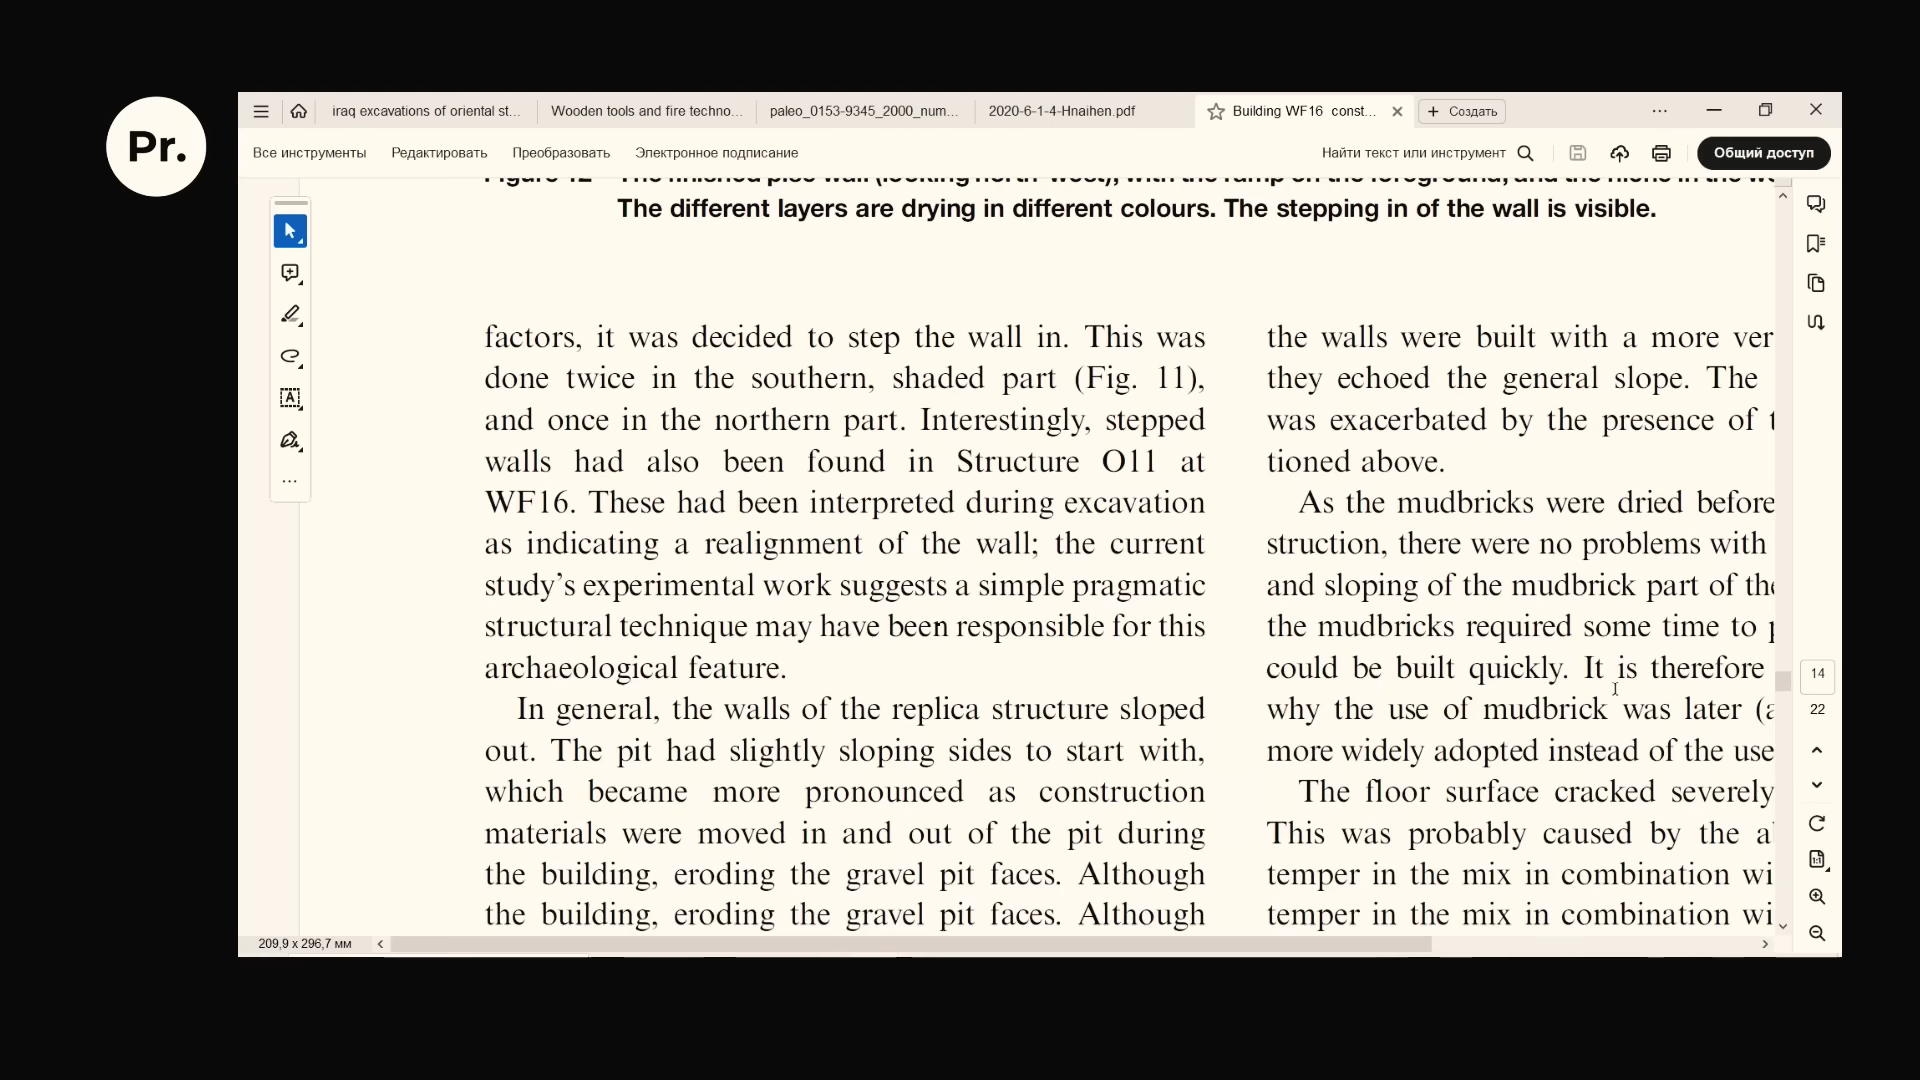 Pr.
iraq excavations of oriental st...
Wooden tools and fire techno...
paleo_0153-9345_2000_num...
2020-6-1-4-Hnaihen.pdf
Building WF16 const...
Создать
Все инструменты
Редактировать
Преобразовать
Электронное подписание
Найти текст или инструмент
Общий доступ
The different layers are drying in different colours. The stepping in of the wall is visible.
factors, it was decided to step the wall in. This was
done twice in the southern, shaded part (Fig. 11),
and once in the northern part. Interestingly, stepped
walls had also been found in Structure O11 at
WF16. These had been interpreted during excavation
as indicating a realignment of the wall; the current
study's experimental work suggests a simple pragmatic
structural technique may have been responsible for this
archaeological feature.
In general, the walls of the replica structure sloped
out. The pit had slightly sloping sides to start with,
which became more pronounced as construction
materials were moved in and out of the pit during
the building, eroding the gravel pit faces. Although
the building, eroding the gravel pit faces. Although
the walls were built with a more ver
they echoed the general slope. The
was exacerbated by the presence of
tioned above.
As the mudbricks were dried before
struction, there were no problems with
and sloping of the mudbrick part of the
the mudbricks required some time to
could be built quickly. It is therefore
why the use of mudbrick was later (a
more widely adopted instead of the use
The floor surface cracked severely
This was probably caused by the a
temper in the mix in combination wi
temper in the mix in combination wi
14
22
209,9 x 296,7 мм